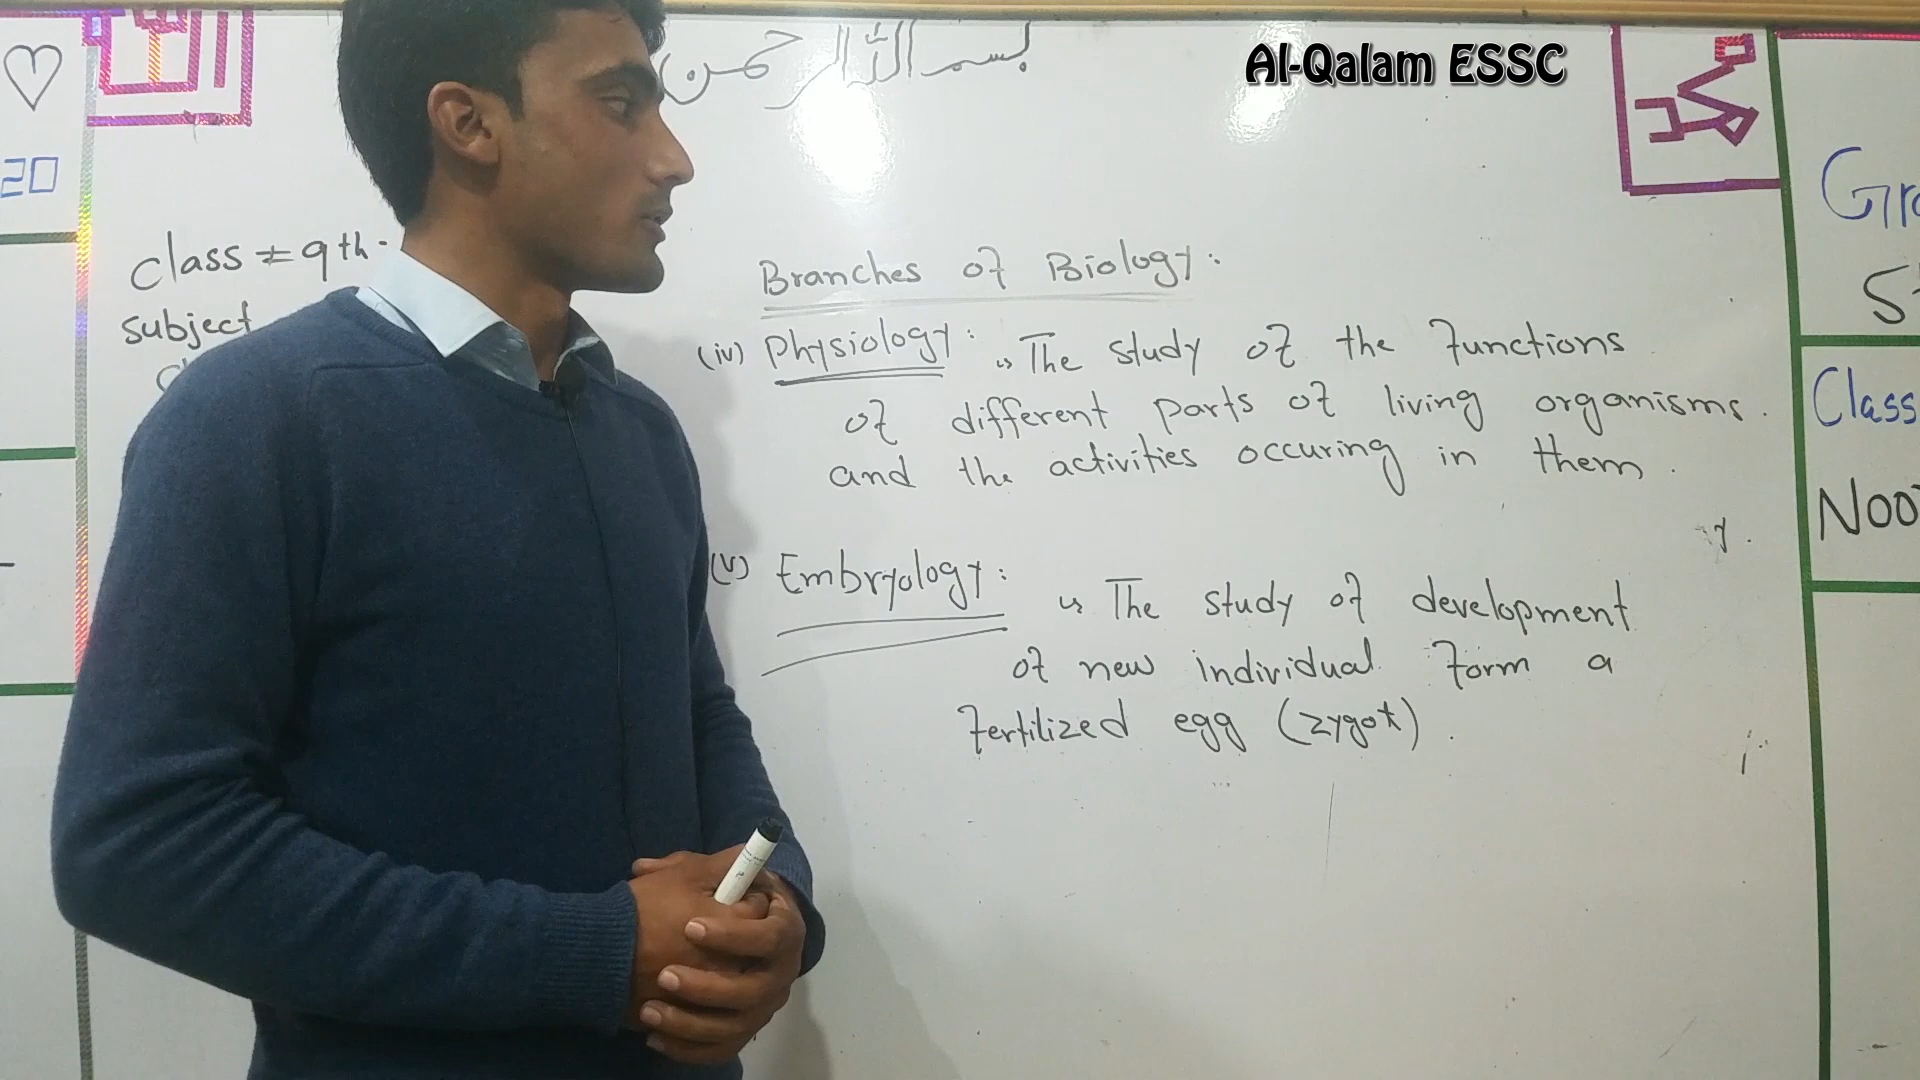 بسم اللہ الرحمن
Al-Qalam ESSC
20
class = 9th.
subject
Branches of Biology:
(iv) Physiology: "The study of the functions
of different parts of living organisms.
and the activities occuring in them.
(v) Embryology: "The study of development
of new individual form a
fertilized egg (zygot).
Class